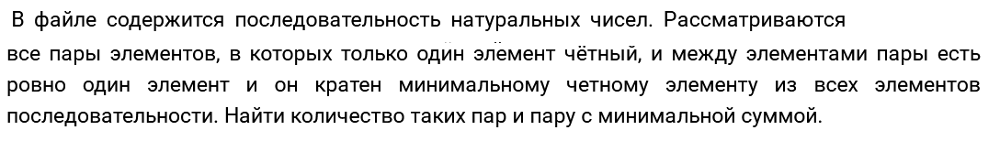 В файле содержится последовательность натуральных чисел. Рассматриваются
все пары элементов, в которых только один элемент чётный, и между элементами пары есть
ровно один элемент и он кратен минимальному четному элементу из всех элементов
последовательности. Найти количество таких пар и пару с минимальной суммой.